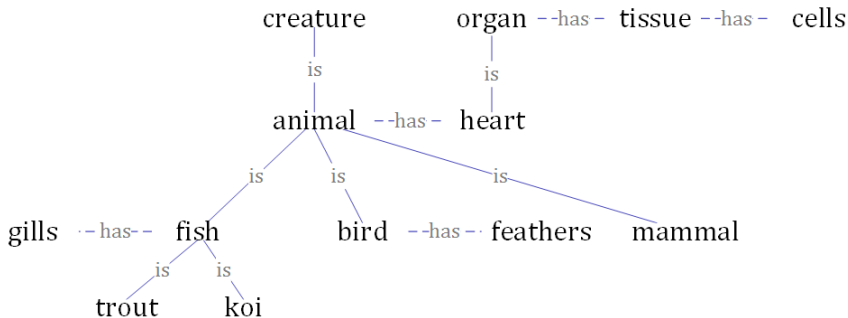 creature organ has tissue has cells
is is
animal has heart
is is is
gills has fish bird has feathers mammal
is is
trout koi